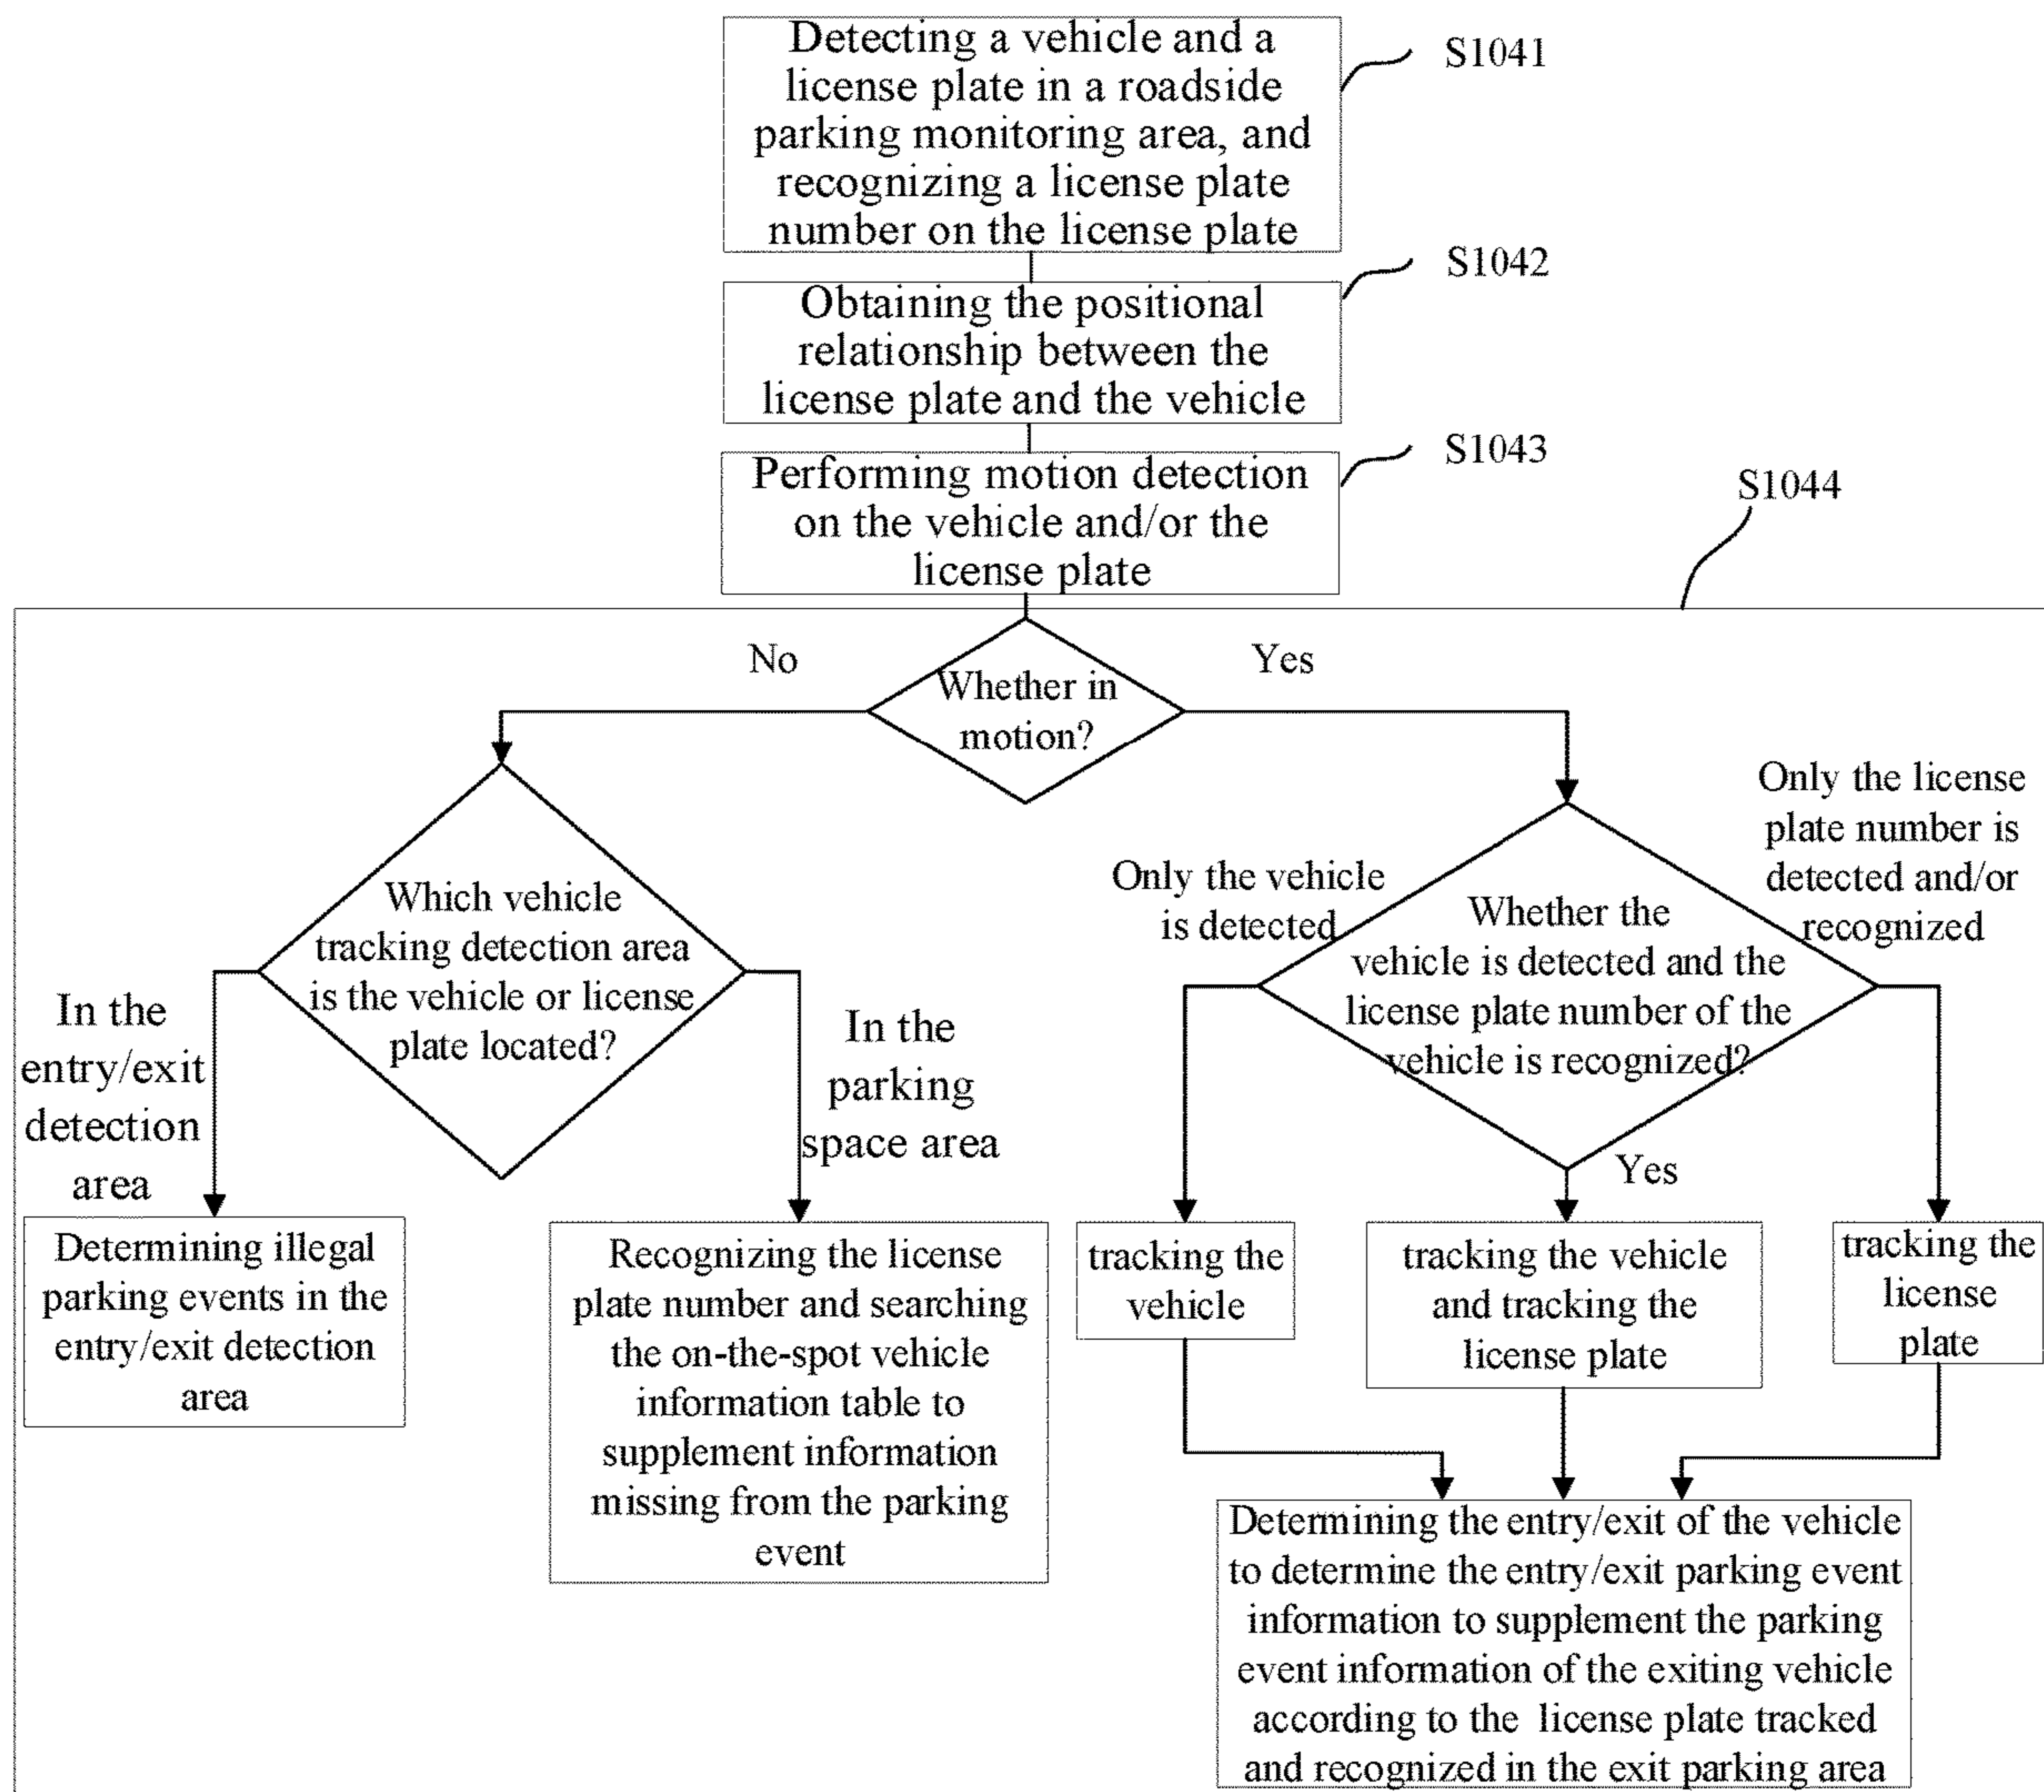 Detecting a vehicle and a
license plate in a roadside
parking monitoring area, and
recognizing a license plate
number on the license plate
S1041
Obtaining the positional
relationship between the
license plate and the vehicle
S1042
Performing motion detection
on the vehicle and/or the
license plate
S1043
S1044
No
Whether in
motion?
Yes
Which vehicle
tracking detection area
is the vehicle or license
plate located?
In the
entry/exit
detection
area
In the
parking
space area
Only the vehicle
is detected
Whether the
vehicle is detected and the
license plate number of the
vehicle is recognized?
Only the license
plate number is
detected and/or
recognized
Yes
Determining illegal
parking events in the
entry/exit detection
area
Recognizing the license
plate number and searching
the on-the-spot vehicle
information table to
supplement information
missing from the parking
event
tracking the
vehicle
tracking the vehicle
and tracking the
license plate
tracking the
license
plate
Determining the entry/exit of the vehicle
to determine the entry/exit parking event
information to supplement the parking
event information of the exiting vehicle
according to the license plate tracked
and recognized in the exit parking area